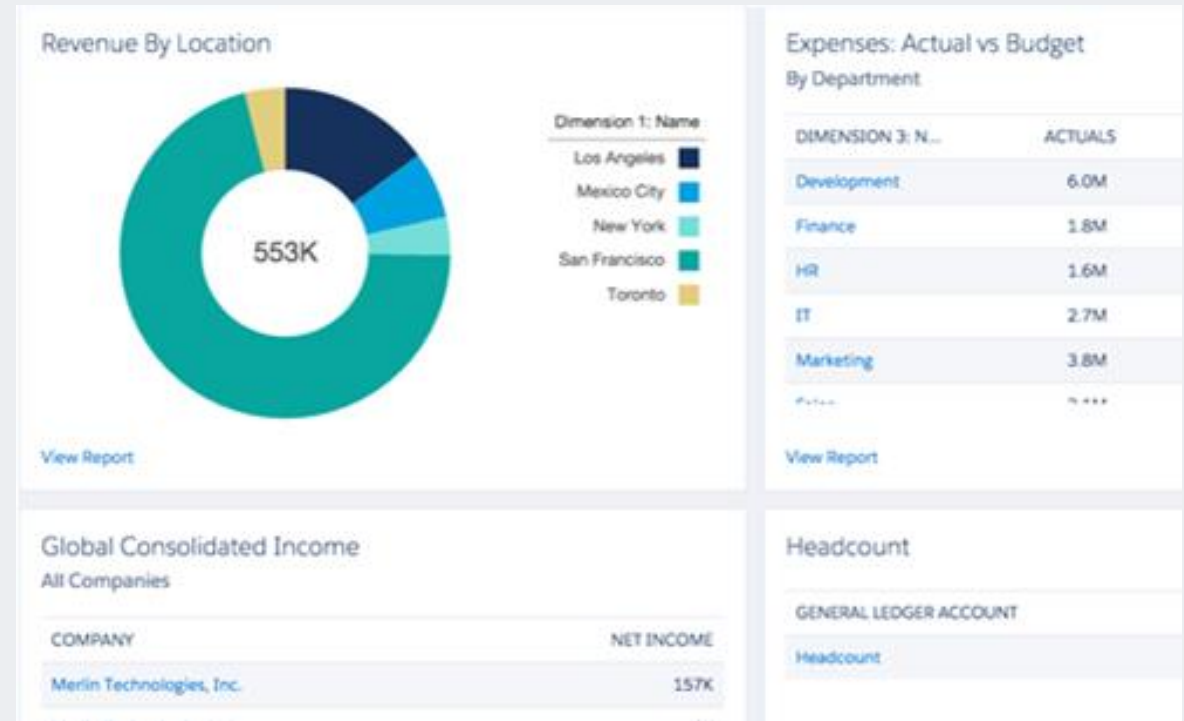 Revenue By Location
553K
Dimension 1: Name
Los Angeles
Mexico City
New York
San Francisco
Toronto
View Report
Expenses: Actual vs Budget
By Department
DIMENSION 3: N... ACTUALS
Development 6.0M
Finance 1.8M
HR 1.6M
IT 2.7M
Marketing 3.8M
View Report
Global Consolidated Income
All Companies
COMPANY NET INCOME
Merlin Technologies, Inc. 157K
Headcount
GENERAL LEDGER ACCOUNT
Headcount